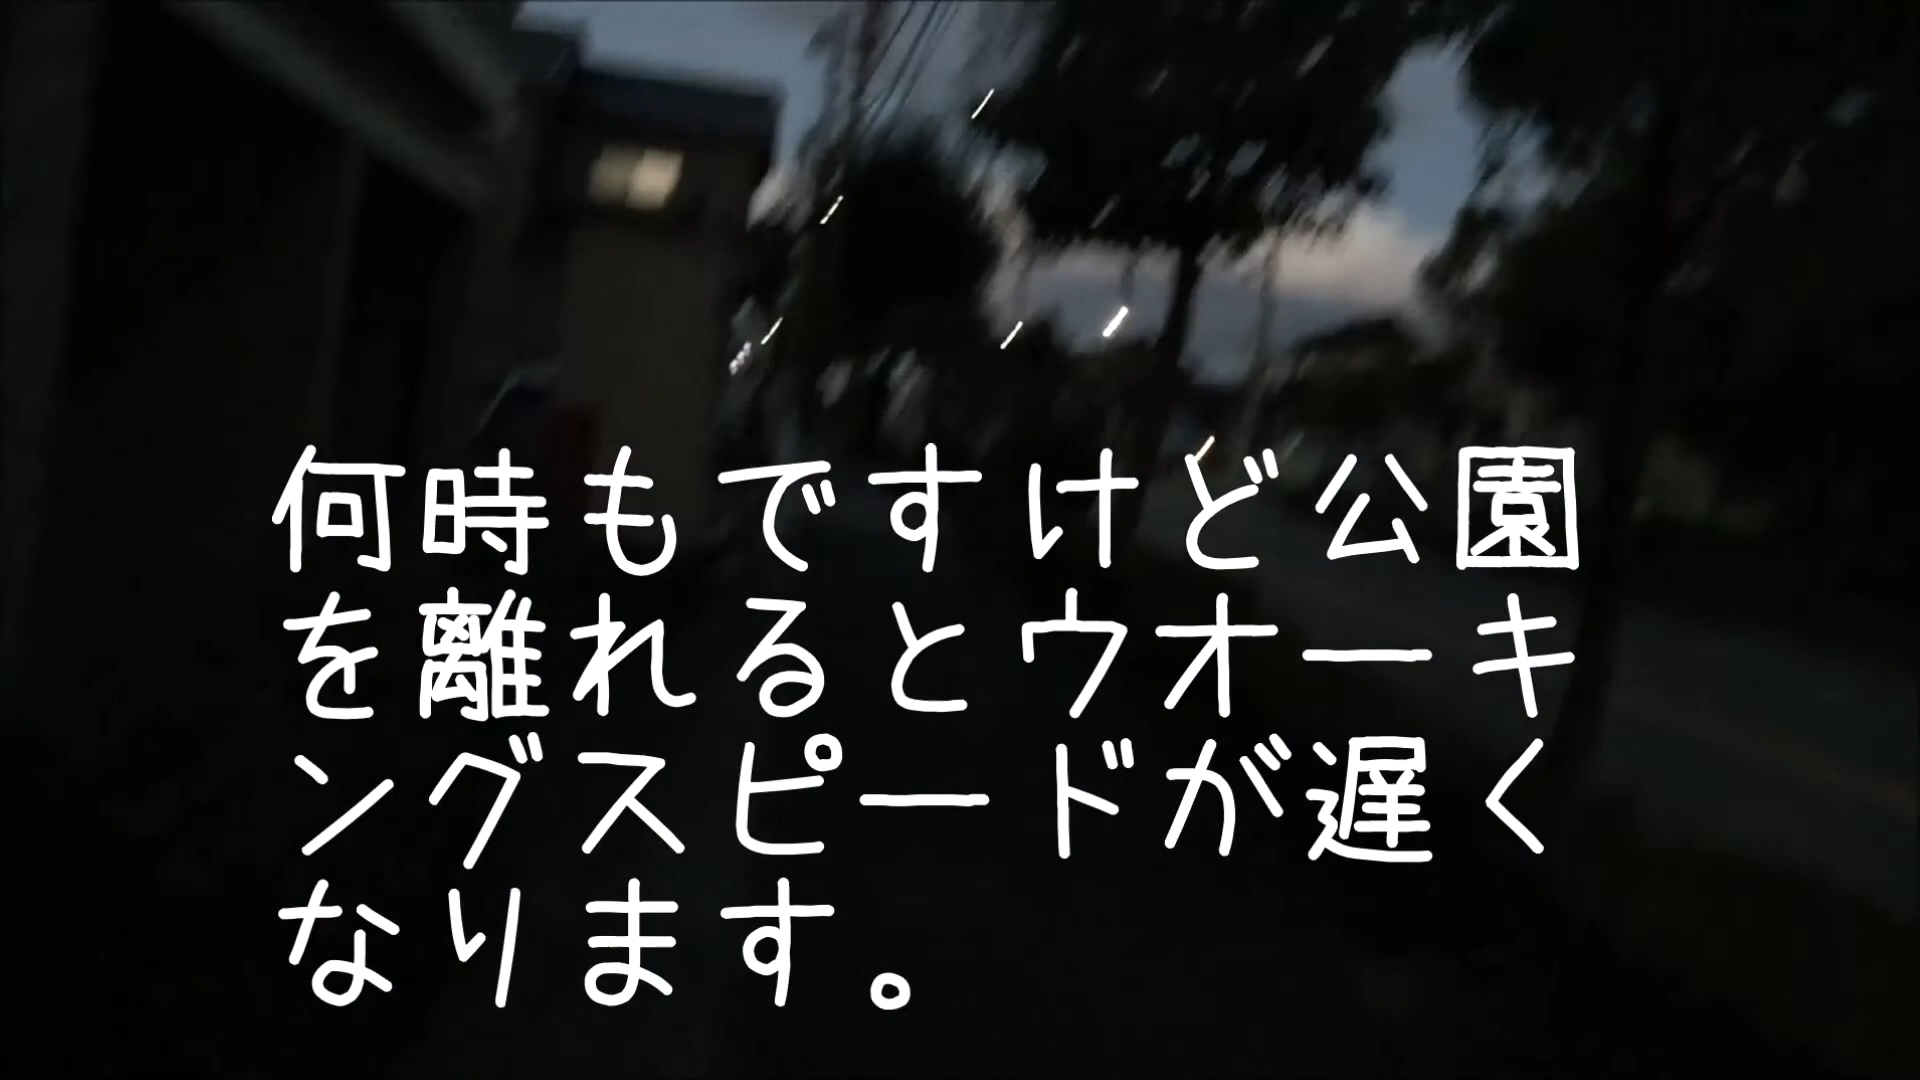 何時もですけど公園
を離れるとウオーキ
ングスピードが遅く
なります。